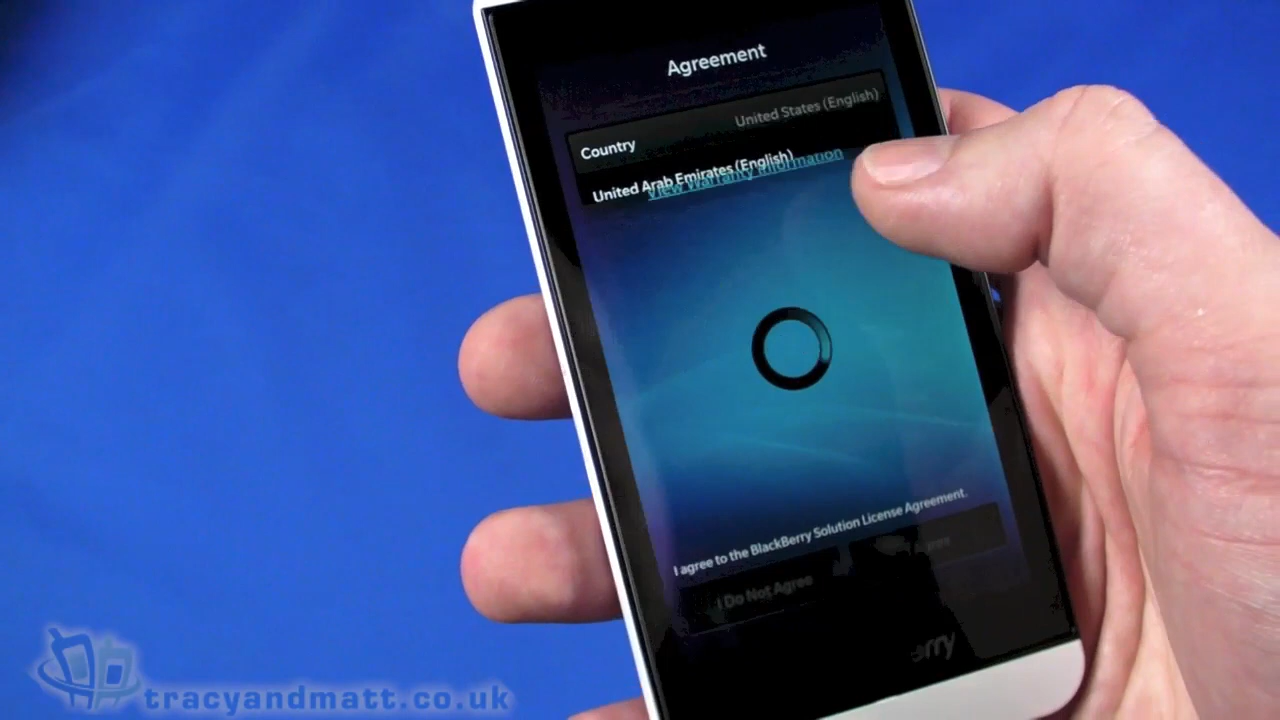 Agreement
United States (English)
Country
United Arab Emirates (English)
View Warranty Information
I agree to the BlackBerry Solution License Agreement.
I Do Not Agree
tracyandmatt.co.uk